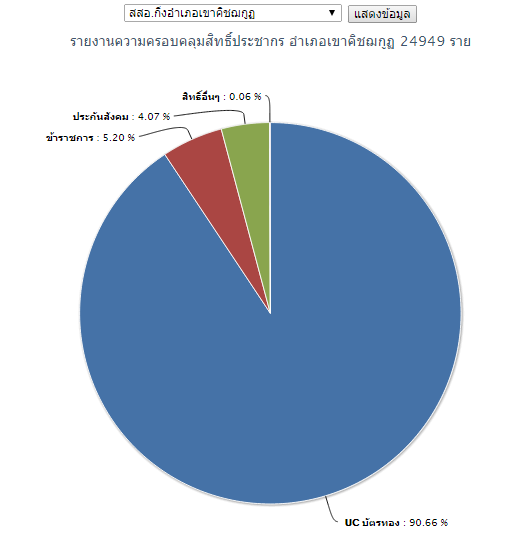 สสอ.กิ่งอำเภอเขาคิชฌกูฏ แสดงข้อมูล
รายงานความครอบคลุมสิทธิ์ประชากร อำเภอเขาคิชฌกูฏ 24949 ราย
สิทธิ์อื่นๆ : 0.06 %
ประกันสังคม : 4.07 %
ข้าราชการ : 5.20 %
UC บัตรทอง : 90.66 %